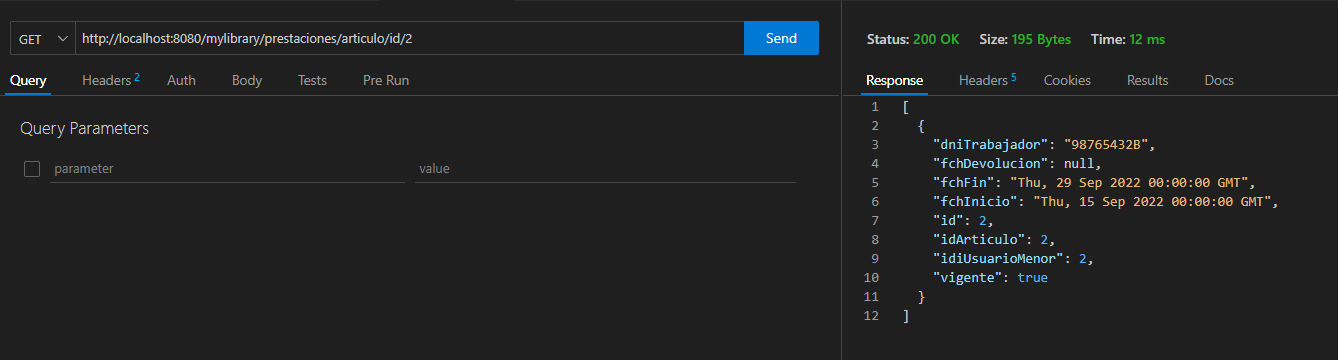 GET http://localhost:8080/mylibrary/prestaciones/articulo/id/2 Send
Query Headers 2 Auth Body Tests Pre Run
Query Parameters
parameter value
Status: 200 OK Size: 195 Bytes Time: 12 ms
Response Headers 5 Cookies Results Docs
1 [
2 {
3 "dniTrabajador": "98765432B",
4 "fchDevolucion": null,
5 "fchFin": "Thu, 29 Sep 2022 00:00:00 GMT",
6 "fchInicio": "Thu, 15 Sep 2022 00:00:00 GMT",
7 "id": 2,
8 "idArticulo": 2,
9 "idiUsuarioMenor": 2,
10 "vigente": true
11 }
12 ]